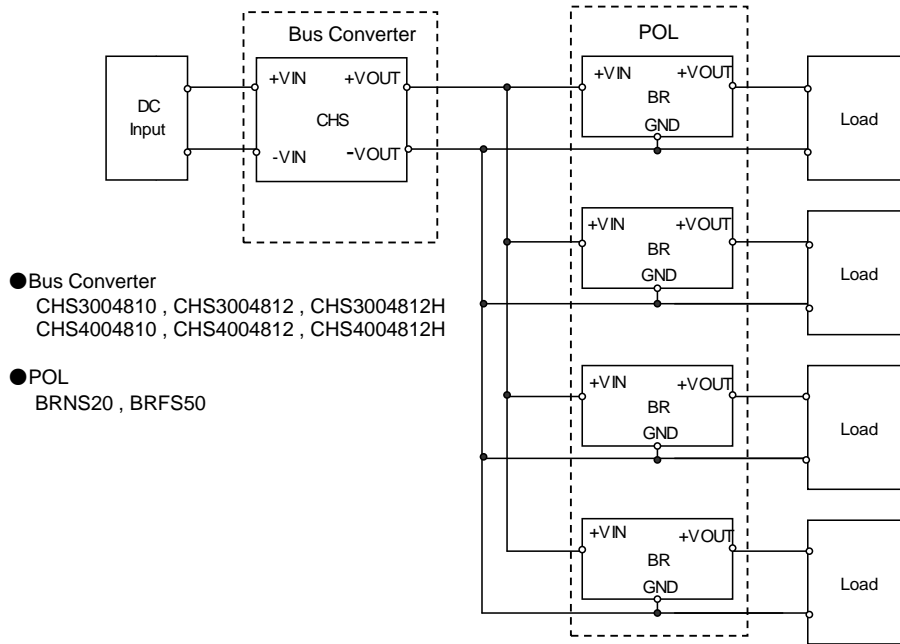 Bus Converter
POL
DC
Input
+VIN +VOUT
CHS
-VIN -VOUT
+VIN +VOUT
BR
GND
Load
+VIN +VOUT
BR
GND
Load
●Bus Converter
CHS3004810 , CHS3004812 , CHS3004812H
CHS4004810 , CHS4004812 , CHS4004812H
●POL
BRNS20 , BRFS50
+VIN +VOUT
BR
GND
Load
+VIN +VOUT
BR
GND
Load